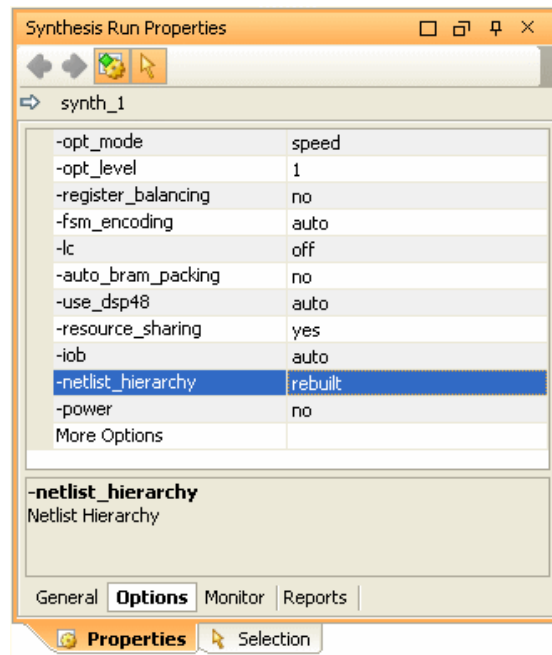 Synthesis Run Properties
synth_1
-opt_mode speed
-opt_level 1
-register_balancing no
-fsm_encoding auto
-lc off
-auto_bram_packing no
-use_dsp48 auto
-resource_sharing yes
-iob auto
-netlist_hierarchy rebuilt
-power no
More Options
-netlist_hierarchy
Netlist Hierarchy
General Options Monitor Reports
Properties Selection